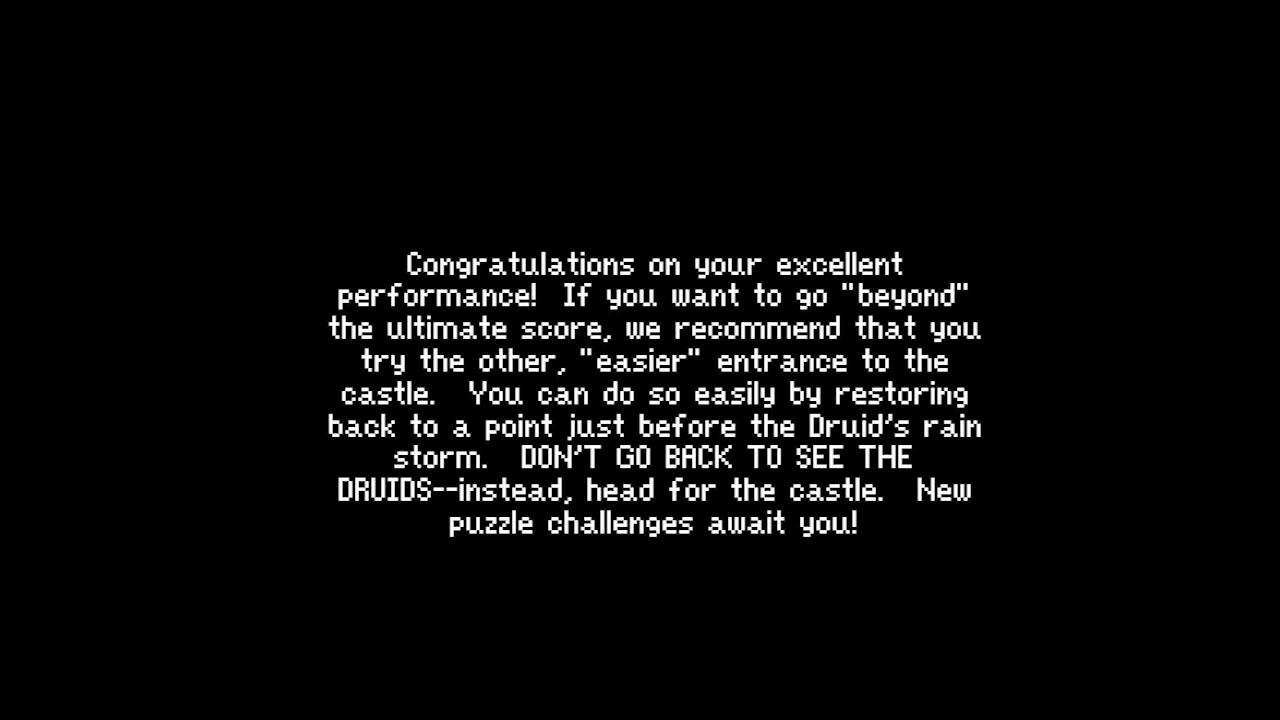 Congratulations on your excellent
performance!  If you want to go "beyond"
the ultimate score, we recommend that you
try the other, "easier" entrance to the
castle.  You can do so easily by restoring
back to a point just before the Druid's rain
storm.  DON'T GO BACK TO SEE THE
DRUIDS--instead, head for the castle.  New
puzzle challenges await you!